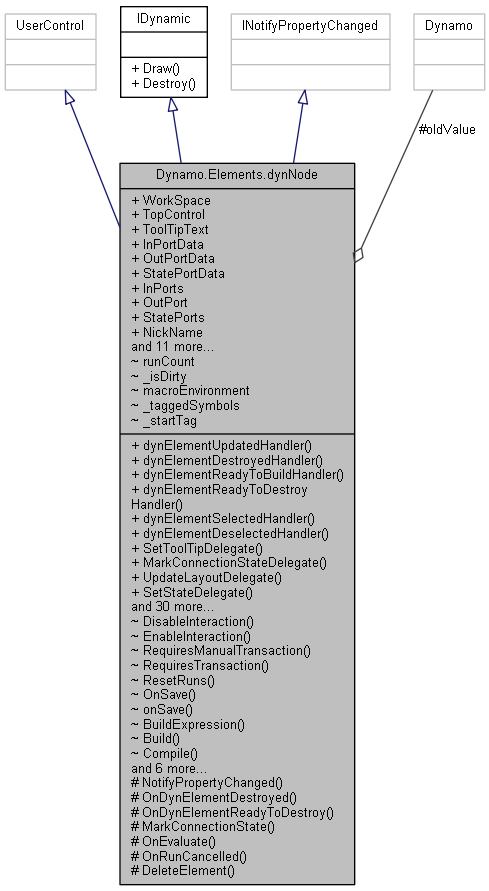 UserControl
IDynamic
+ Draw()
+ Destroy()
INotifyPropertyChanged
Dynamo
#oldValue
Dynamo.Elements.dynNode
+ WorkSpace
+ TopControl
+ ToolTipText
+ InPortData
+ OutPortData
+ StatePortData
+ InPorts
+ OutPort
+ StatePorts
+ NickName
and 11 more...
~ runCount
~ _isDirty
~ macroEnvironment
~ _taggedSymbols
~ _startTag
+ dynElementUpdatedHandler()
+ dynElementDestroyedHandler()
+ dynElementReadyToBuildHandler()
+ dynElementReadyToDestroy
Handler()
+ dynElementSelectedHandler()
+ dynElementDeselectedHandler()
+ SetToolTipDelegate()
+ MarkConnectionStateDelegate()
+ UpdateLayoutDelegate()
+ SetStateDelegate()
and 30 more...
~ DisableInteraction()
~ EnableInteraction()
~ RequiresManualTransaction()
~ RequiresTransaction()
~ ResetRuns()
~ OnSave()
~ onSave()
~ BuildExpression()
~ Build()
~ Compile()
and 6 more...
# NotifyPropertyChanged()
# OnDynElementDestroyed()
# OnDynElementReadyToDestroy()
# MarkConnectionState()
# OnEvaluate()
# OnRunCancelled()
# DeleteElement()